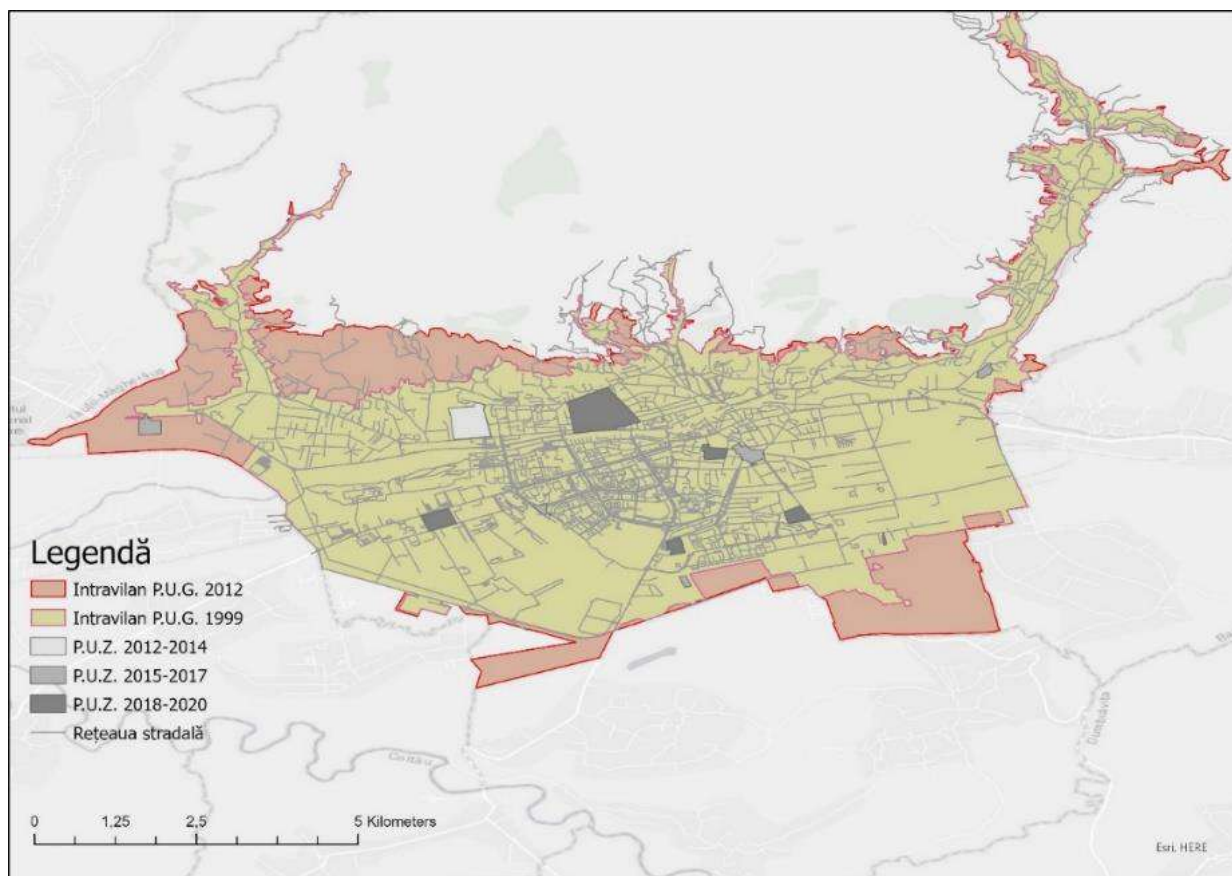 Legendă
Intravilan P.U.G. 2012
Intravilan P.U.G. 1999
P.U.Z. 2012-2014
P.U.Z. 2015-2017
P.U.Z. 2018-2020
Rețeaua stradală
0 1,25 2,5 5 Kilometers
Dumbăvița
Esri, HERE